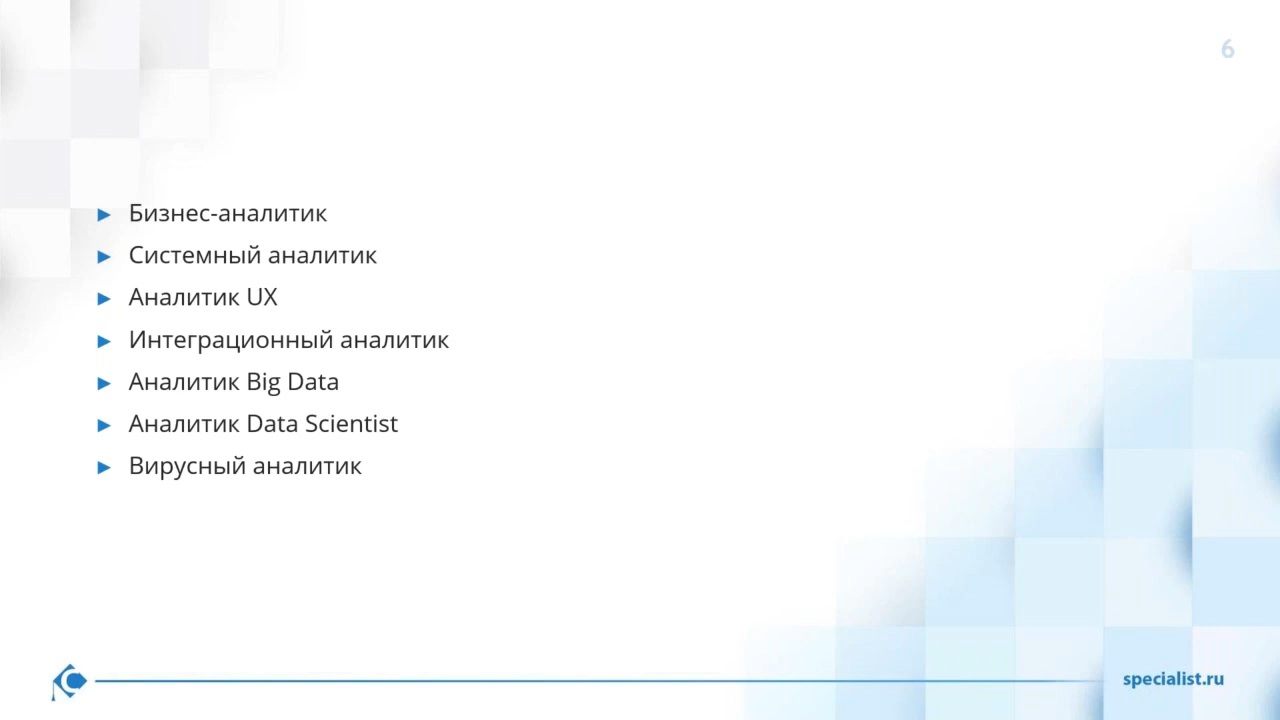 6
Бизнес-аналитик
Системный аналитик
Аналитик UX
Интеграционный аналитик
Аналитик Big Data
Аналитик Data Scientist
Вирусный аналитик
specialist.ru